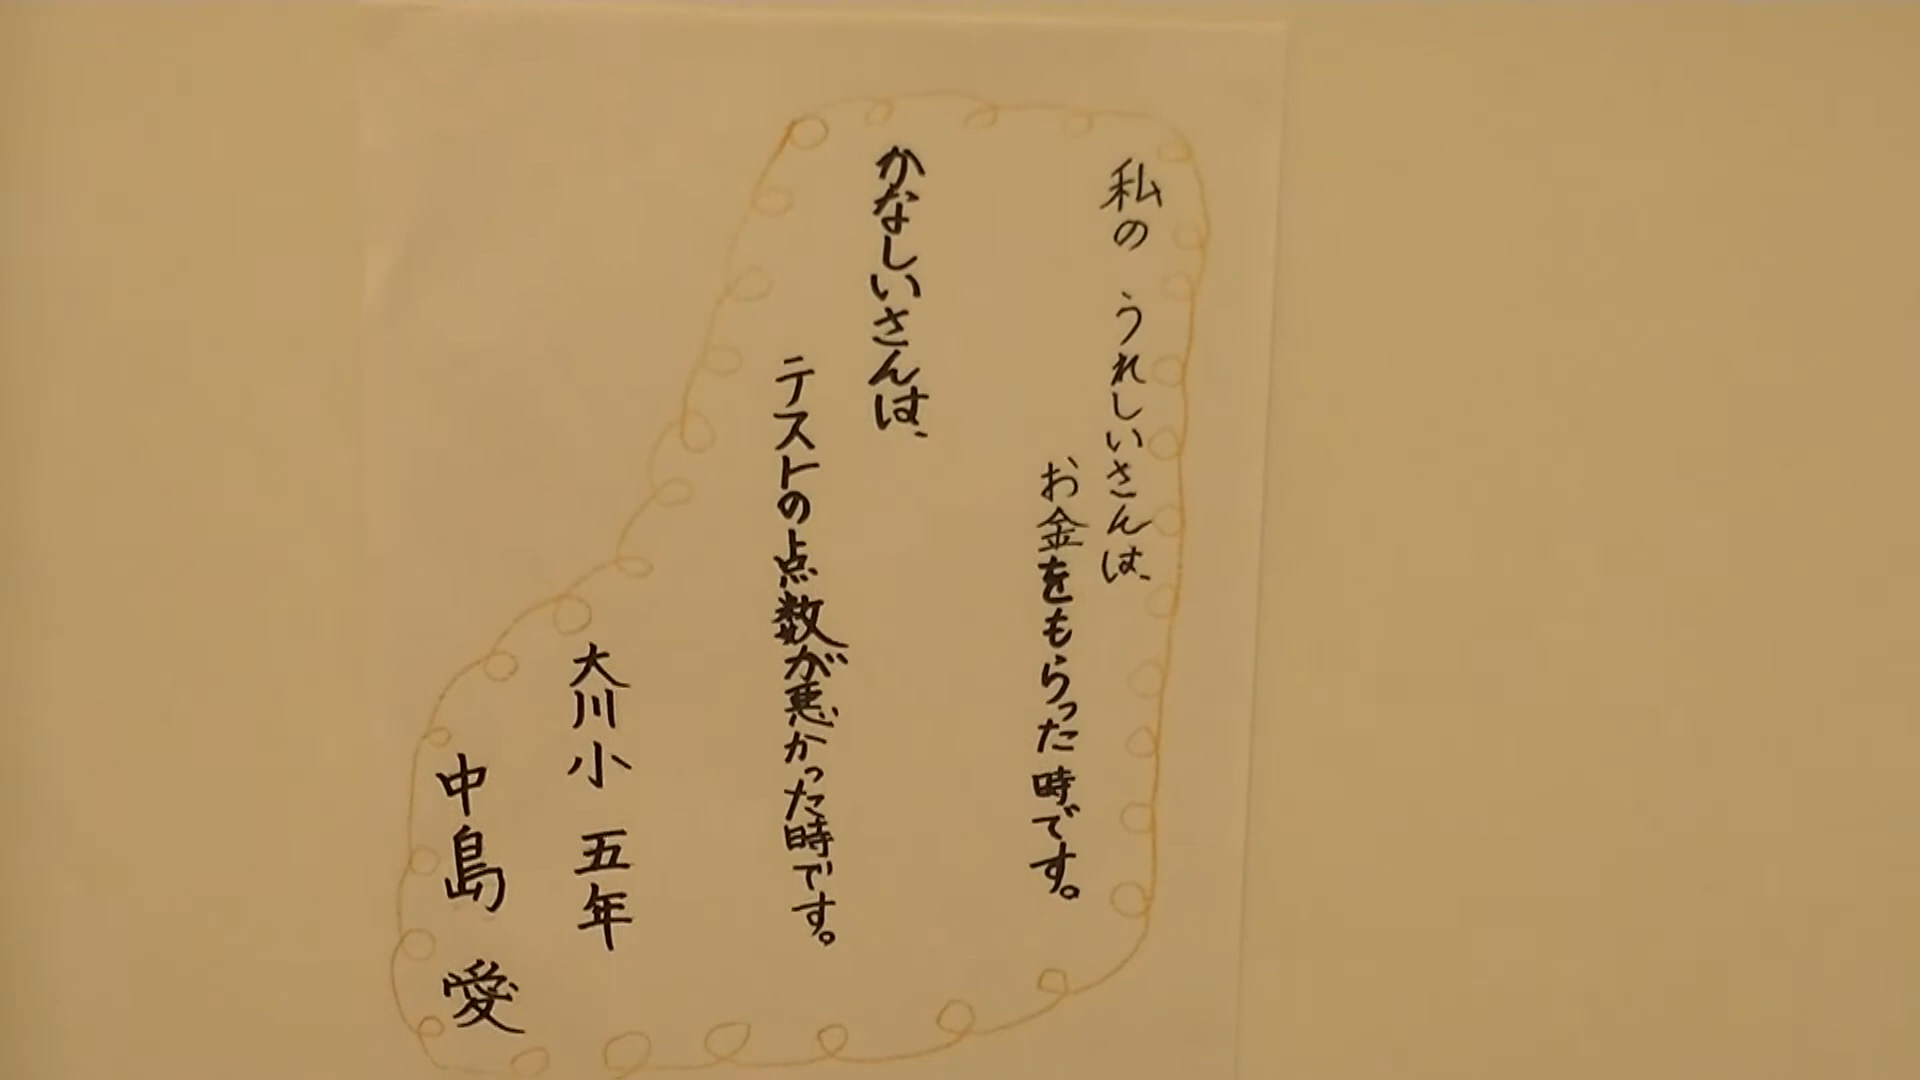 私の うれしいさんは、
お金をもらった時です。
かなしいさんは、
テストの点数が悪かった時です。
大川小 五年
中島 愛